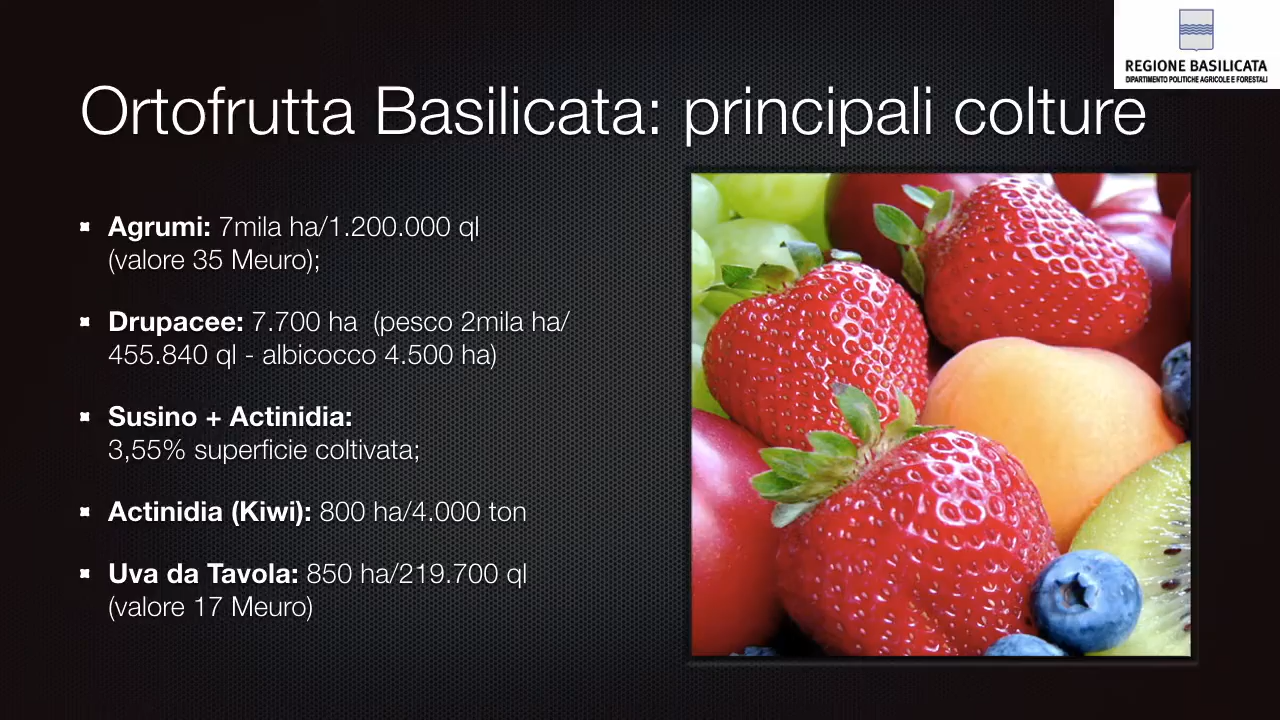 REGIONE BASILICATA
DIPARTIMENTO POLITICHE AGRICOLE E FORESTALI
Ortofrutta Basilicata: principali colture
Agrumi: 7mila ha/1.200.000 ql
(valore 35 Meuro);
Drupacee: 7.700 ha (pesco 2mila ha/
455.840 ql - albicocco 4.500 ha)
Susino + Actinidia:
3,55% superficie coltivata;
Actinidia (Kiwi): 800 ha/4.000 ton
Uva da Tavola: 850 ha/219.700 ql
(valore 17 Meuro)